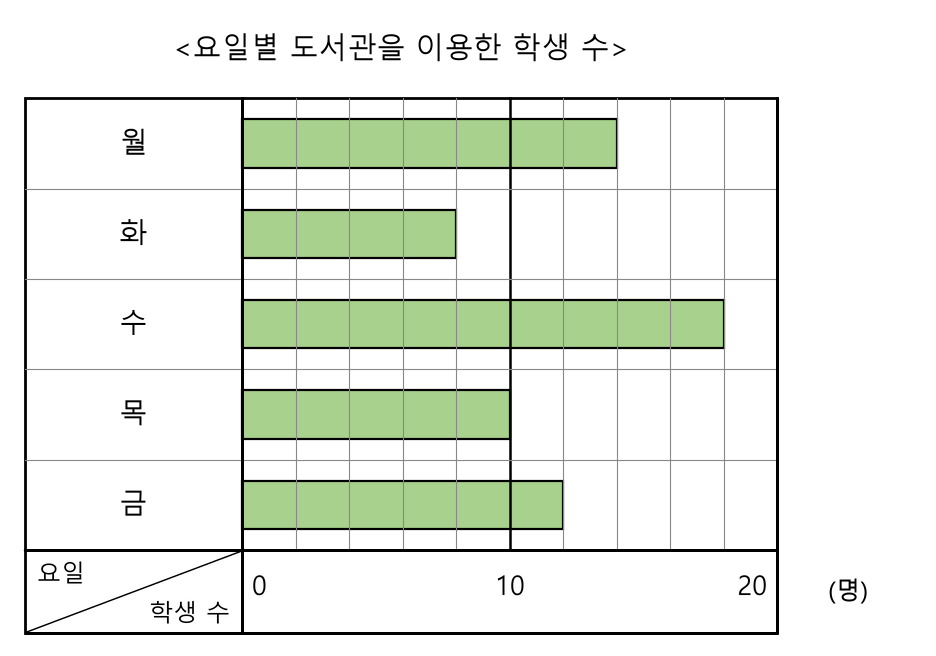 <요일별 도서관을 이용한 학생 수>
월
화
수
목
금
요일
학생 수
0 10 20 (명)